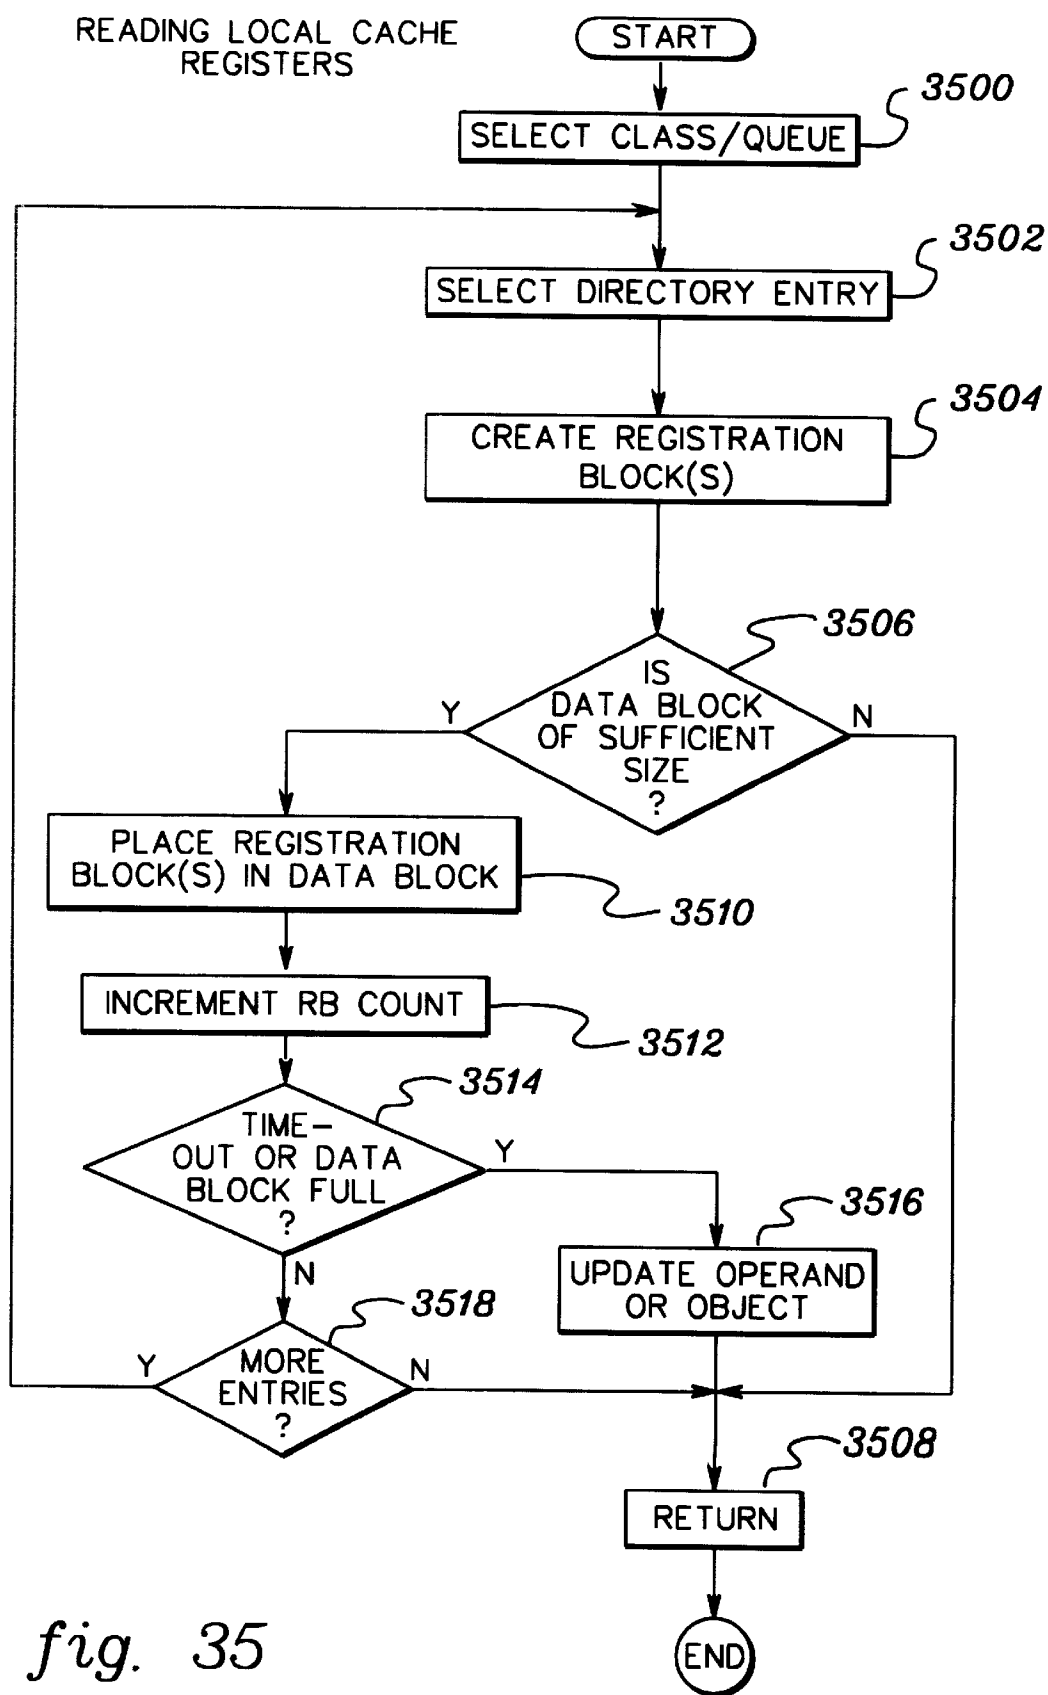 READING LOCAL CACHE
REGISTERS
START
3500
SELECT CLASS/QUEUE
3502
SELECT DIRECTORY ENTRY
3504
CREATE REGISTRATION
BLOCK(S)
3506
IS
DATA BLOCK
OF SUFFICIENT
SIZE
?
Y
N
PLACE REGISTRATION
BLOCK(S) IN DATA BLOCK
3510
INCREMENT RB COUNT
3512
3514
TIME-
OUT OR DATA
BLOCK FULL
?
Y
N
3516
UPDATE OPERAND
OR OBJECT
3518
MORE
ENTRIES
?
Y
N
3508
RETURN
END
fig. 35